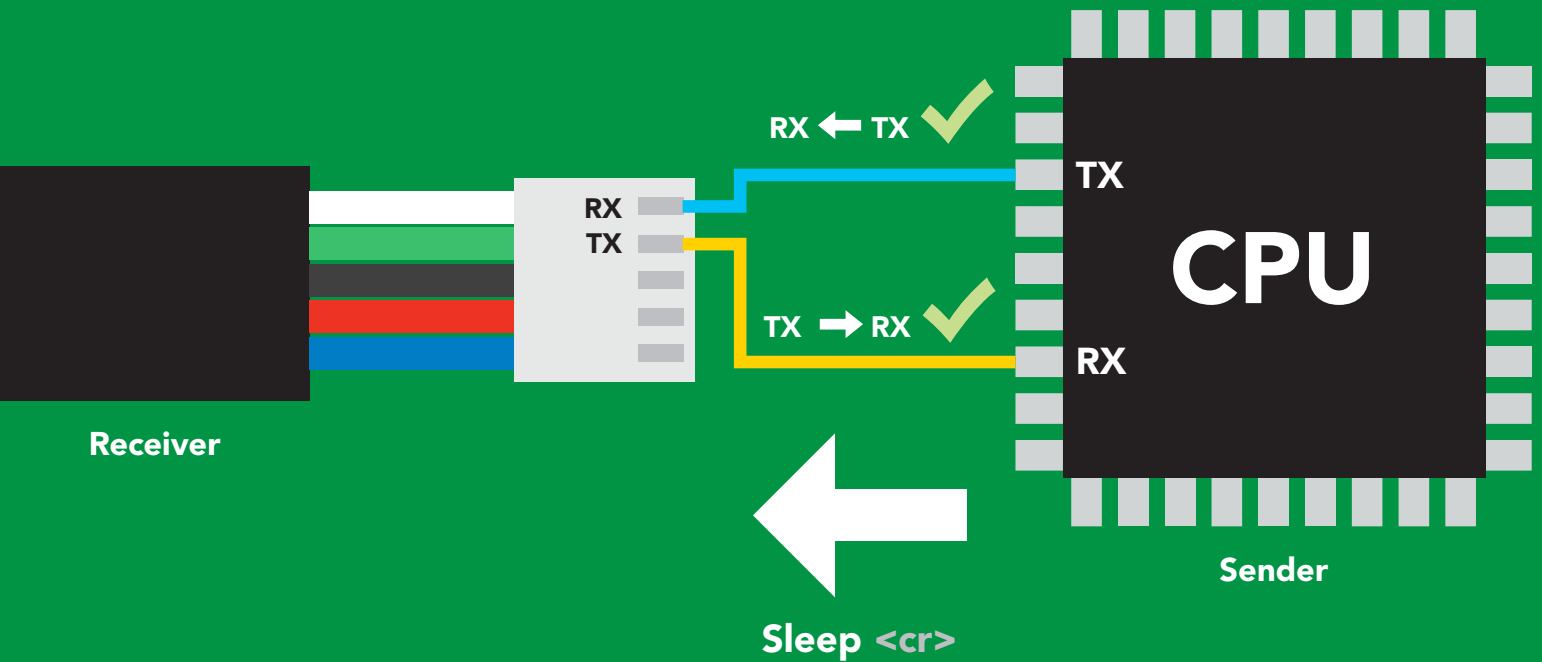 RX ← TX
TX
RX
TX
CPU
TX → RX
RX
Receiver
Sender
Sleep <cr>